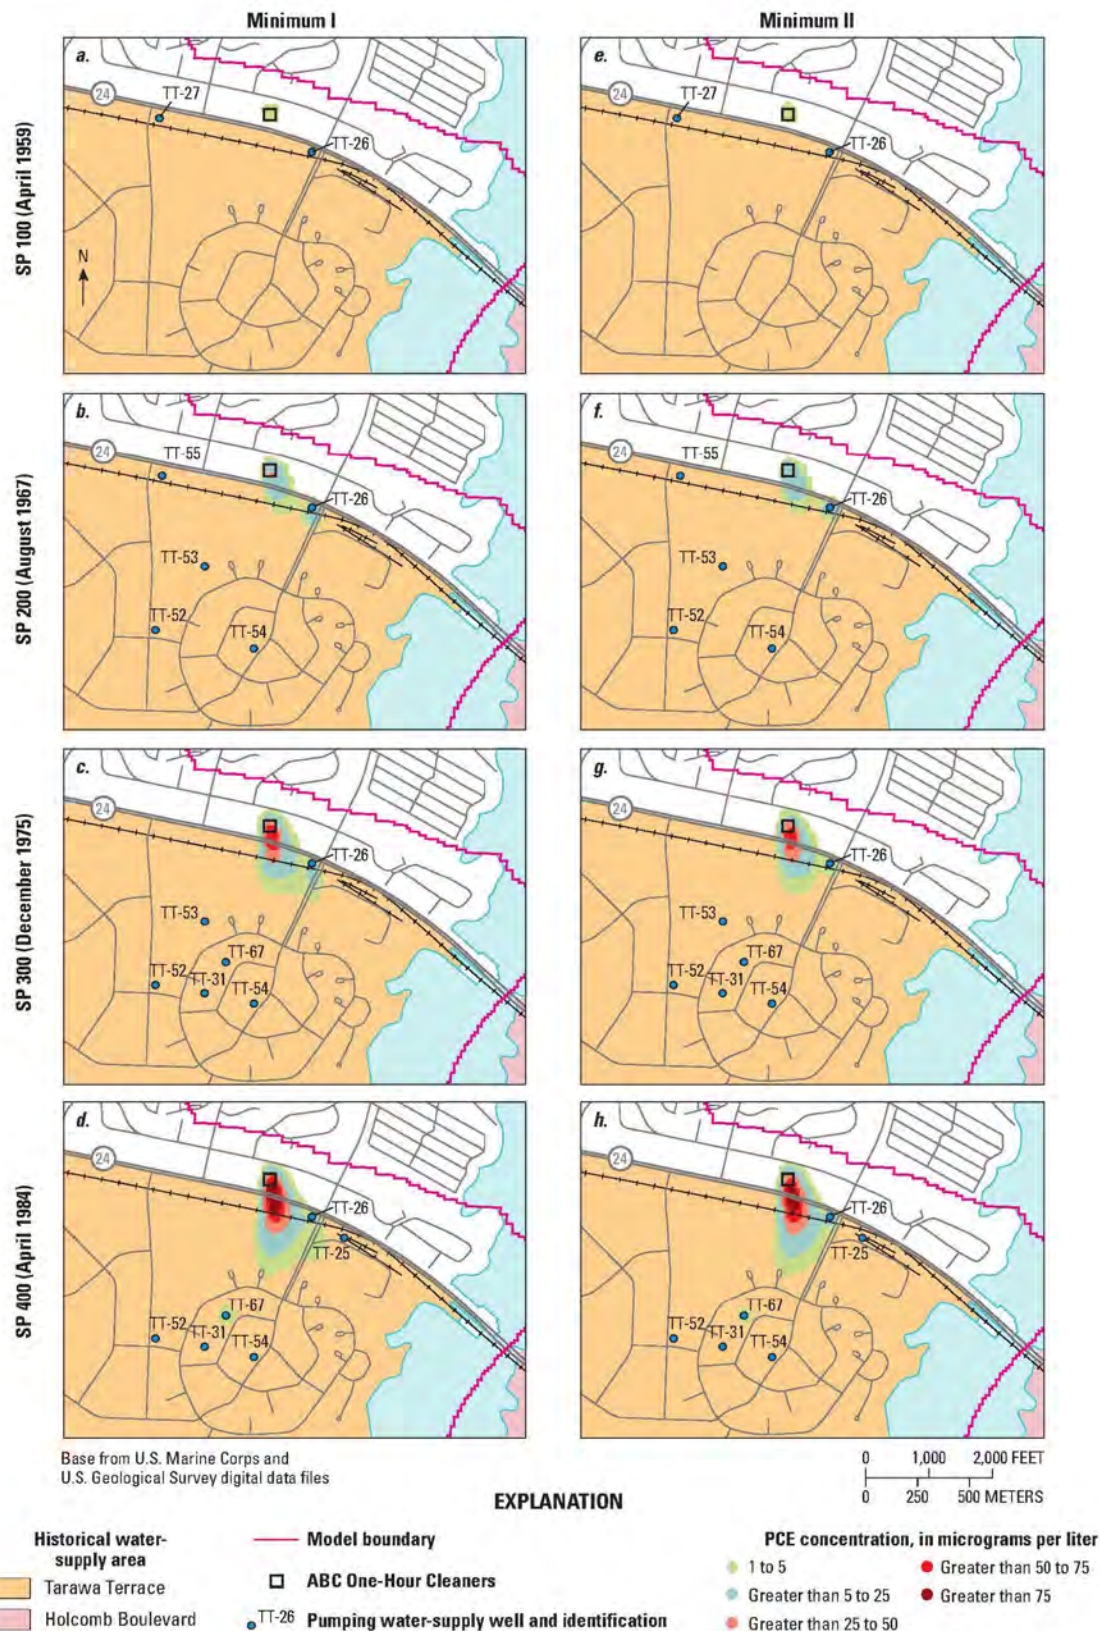 Minimum I
Minimum II
SP 100 (April 1959)
a.
24
TT-27
TT-26
N
e.
24
TT-27
TT-26
SP 200 (August 1967)
b.
24
TT-55
TT-26
TT-53
TT-52
TT-54
f.
24
TT-55
TT-26
TT-53
TT-52
TT-54
SP 300 (December 1975)
c.
24
TT-26
TT-53
TT-67
TT-52
TT-31
TT-54
g.
24
TT-26
TT-53
TT-67
TT-52
TT-31
TT-54
SP 400 (April 1984)
d.
24
TT-26
TT-25
TT-67
TT-52
TT-31
TT-54
h.
24
TT-26
TT-25
TT-67
TT-52
TT-31
TT-54
Base from U.S. Marine Corps and
U.S. Geological Survey digital data files
0 1,000 2,000 FEET
0 250 500 METERS
EXPLANATION
Historical water-
supply area
Tarawa Terrace
Holcomb Boulevard
Model boundary
ABC One-Hour Cleaners
TT-26 Pumping water-supply well and identification
PCE concentration, in micrograms per liter
1 to 5
Greater than 5 to 25
Greater than 25 to 50
Greater than 50 to 75
Greater than 75